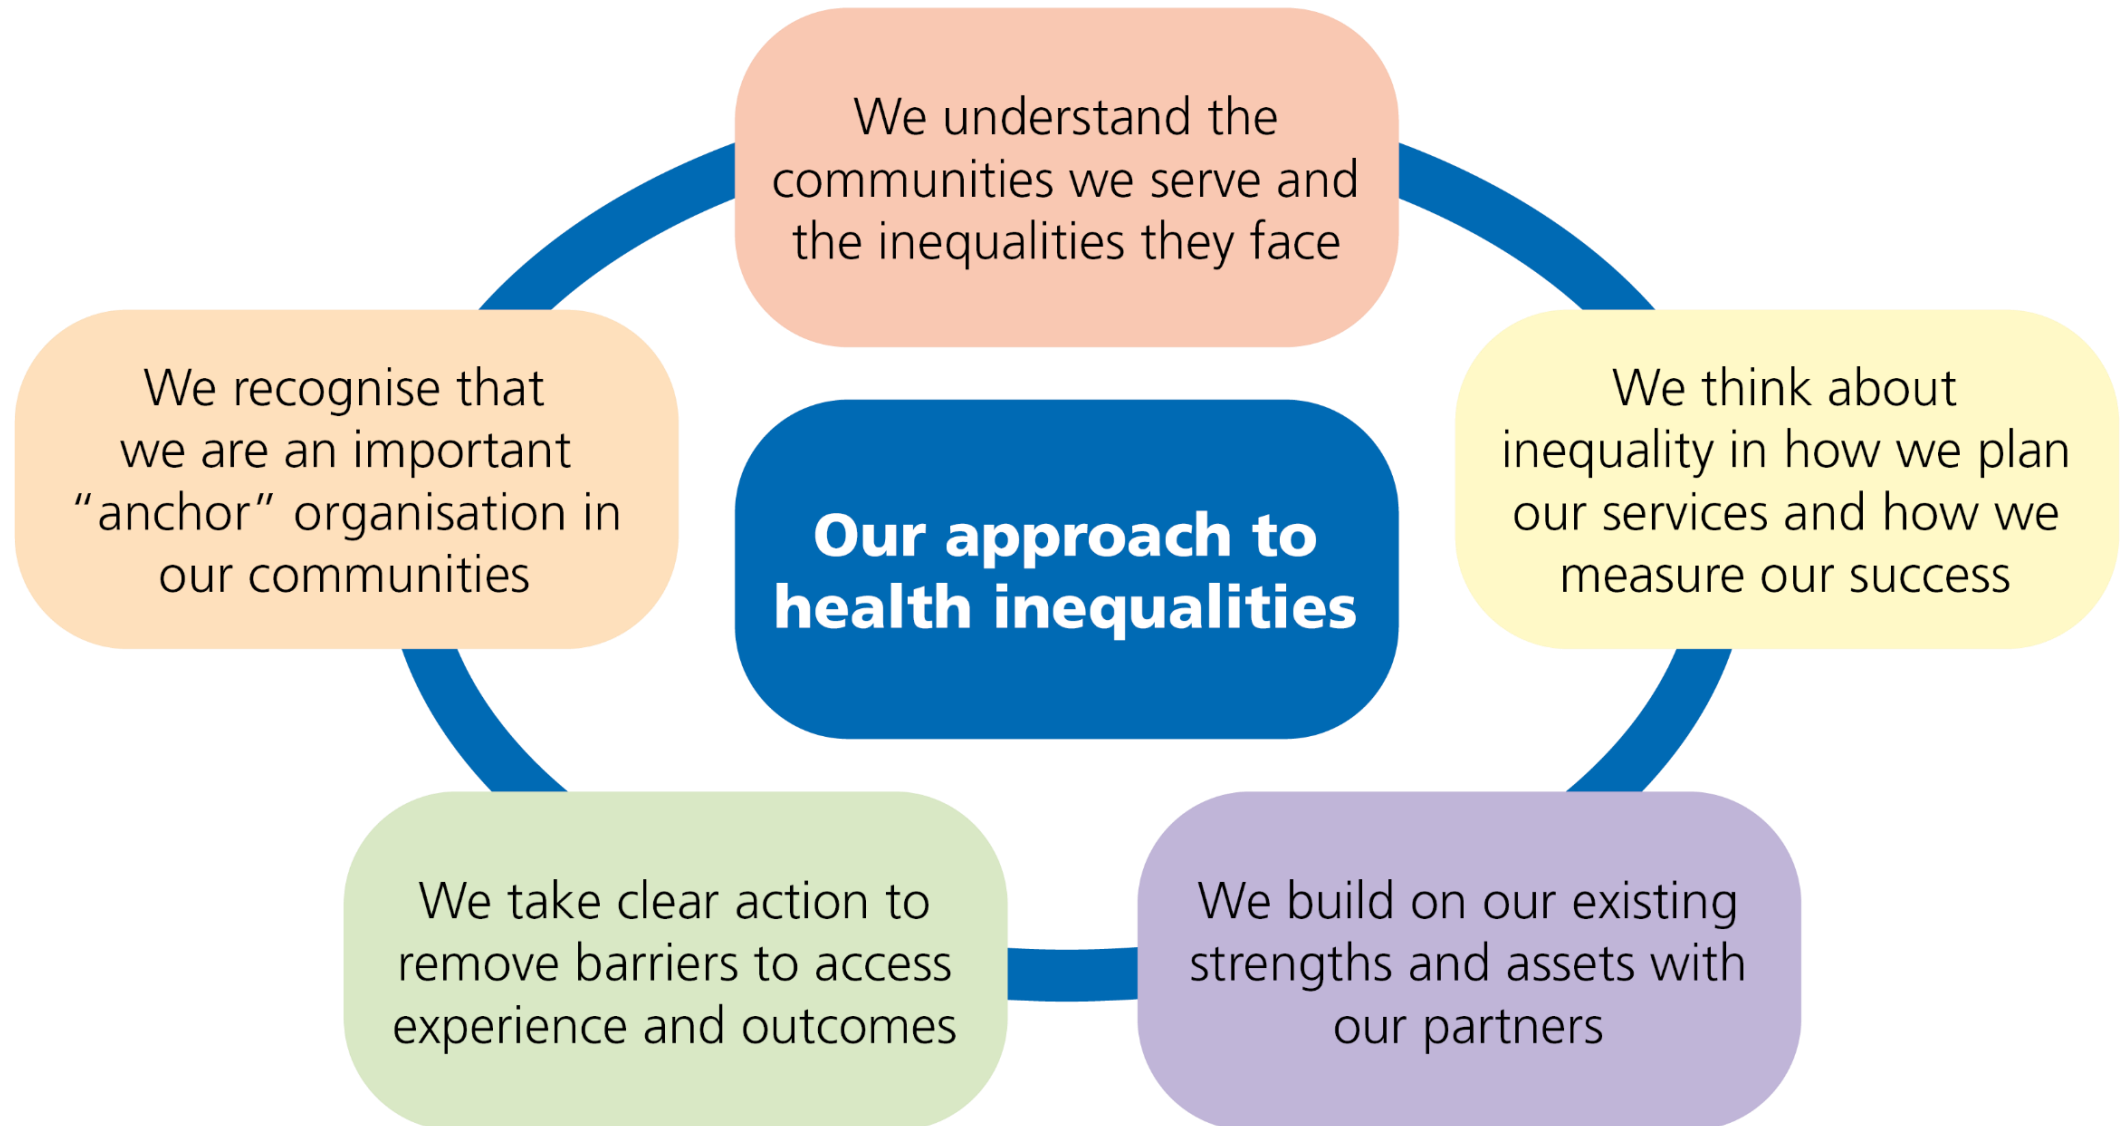 We understand the
communities we serve and
the inequalities they face
We recognise that
we are an important
“anchor” organisation in
our communities
Our approach to
health inequalities
We think about
inequality in how we plan
our services and how we
measure our success
We take clear action to
remove barriers to access
experience and outcomes
We build on our existing
strengths and assets with
our partners